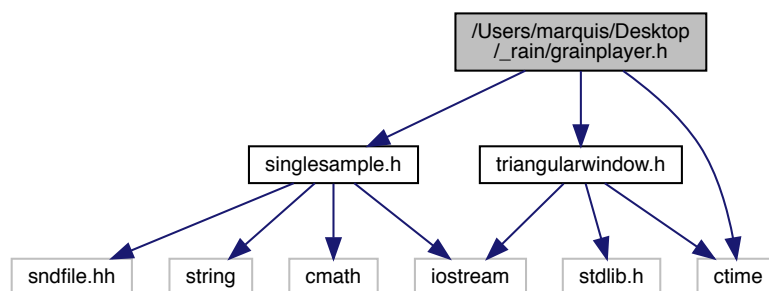 /Users/marquis/Desktop
/_rain/grainplayer.h
singlesample.h
triangularwindow.h
sndfile.hh
string
cmath
iostream
stdlib.h
ctime